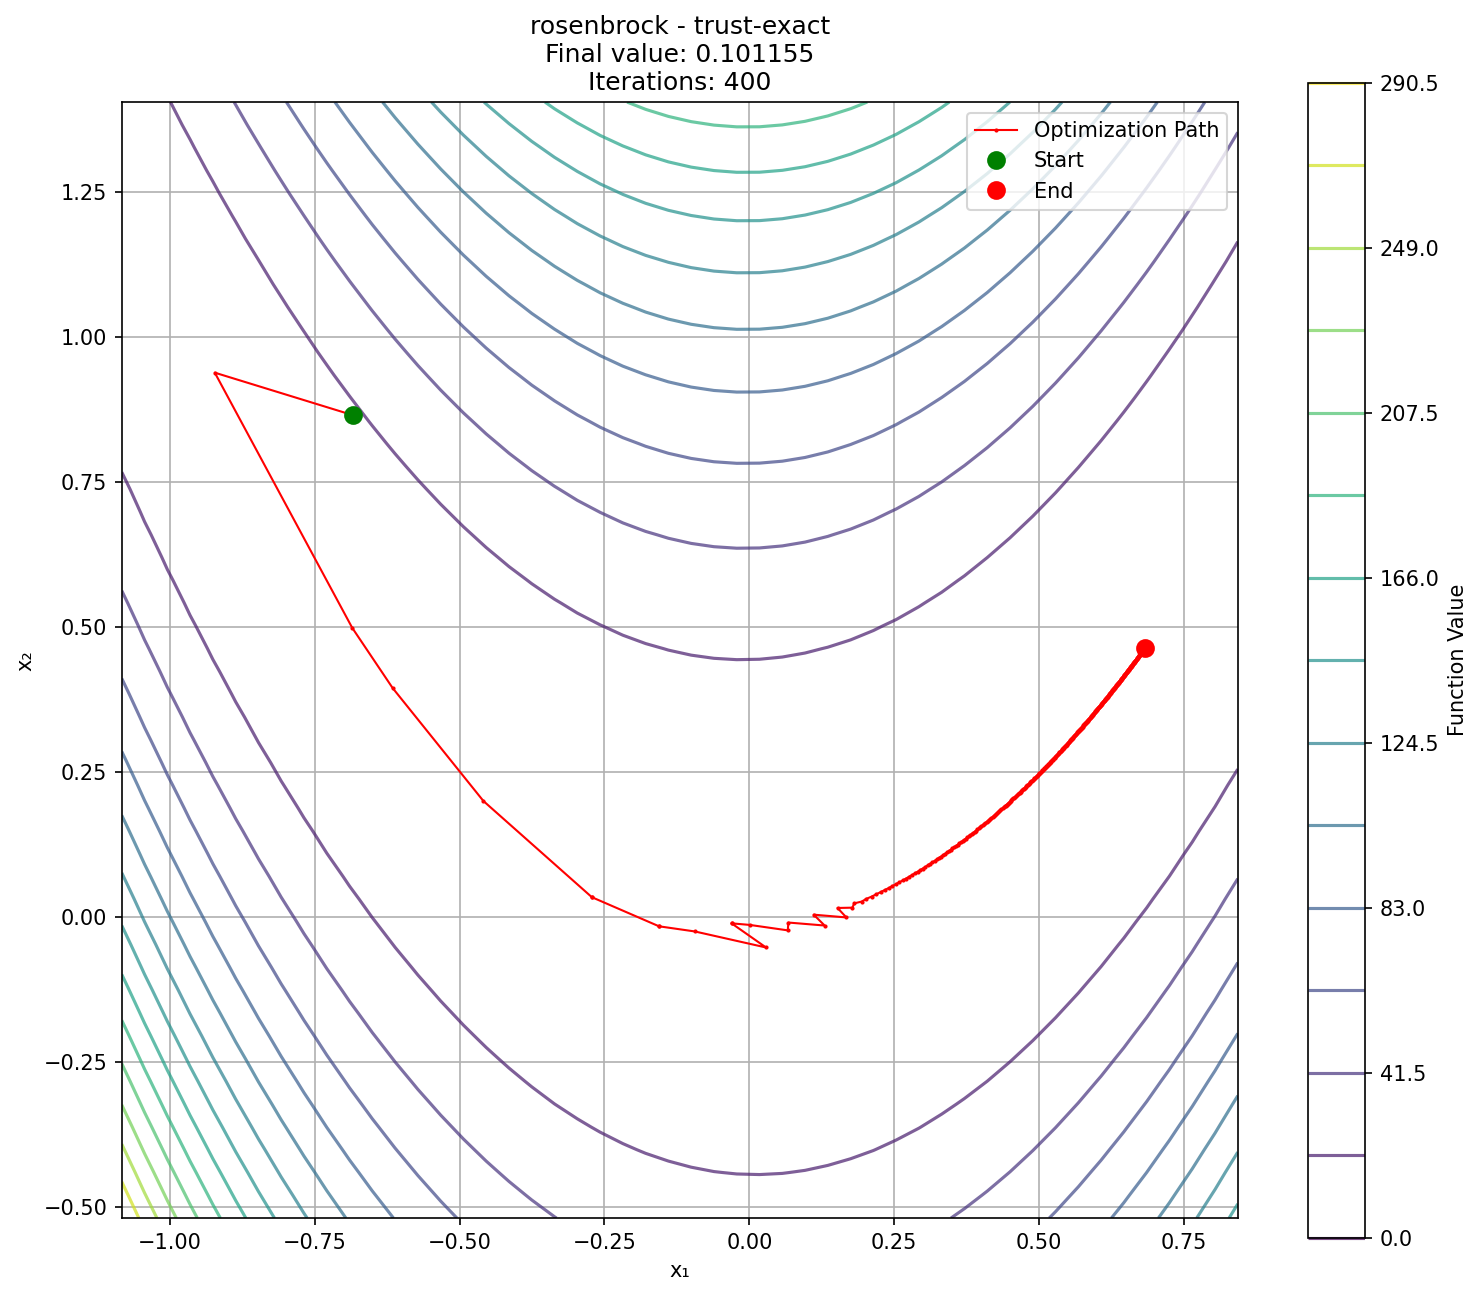 rosenbrock - trust-exact
Final value: 0.101155
Iterations: 400
Optimization Path
Start
End
1.25
1.00
0.75
0.50
0.25
0.00
−0.25
−0.50
x₂
−1.00
−0.75
−0.50
−0.25
0.00
0.25
0.50
0.75
x₁
290.5
249.0
207.5
166.0
124.5
83.0
41.5
0.0
Function Value